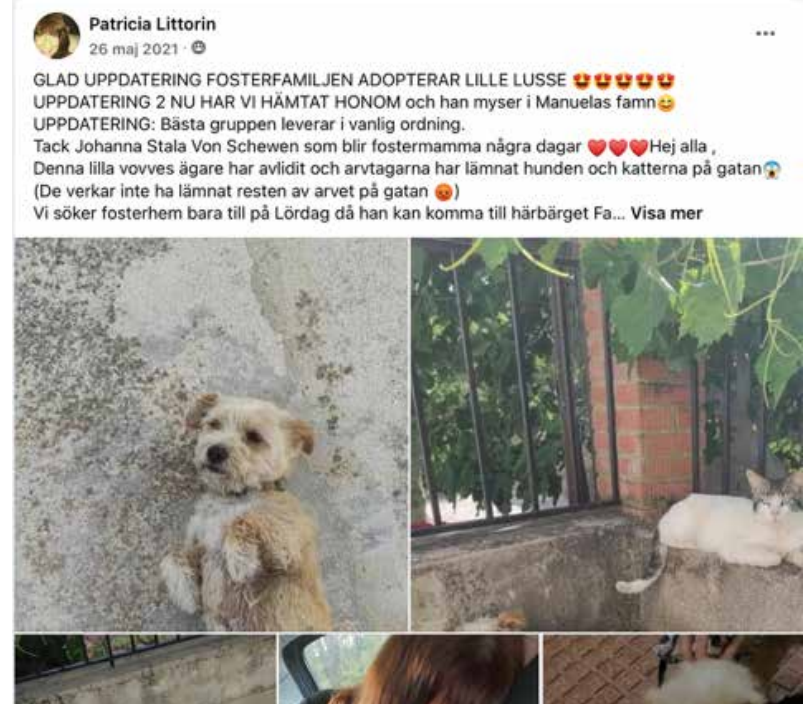 Patricia Littorin
26 maj 2021 ·
GLAD UPPDATERING FOSTERFAMILJEN ADOPTERAR LILLE LUSSE 🤩🤩🤩🤩🤩
UPPDATERING 2 NU HAR VI HÄMTAT HONOM och han myser i Manuelas famn😊
UPPDATERING: Bästa gruppen leverar i vanlig ordning.
Tack Johanna Stala Von Schewen som blir fostermamma några dagar ❤️❤️❤️Hej alla ,
Denna lilla vovves ägare har avlidit och arvtagarna har lämnat hunden och katterna på gatan😱
(De verkar inte ha lämnat resten av arvet på gatan 😡)
Vi söker fosterhem bara till på Lördag då han kan komma till härbärget Fa... Visa mer